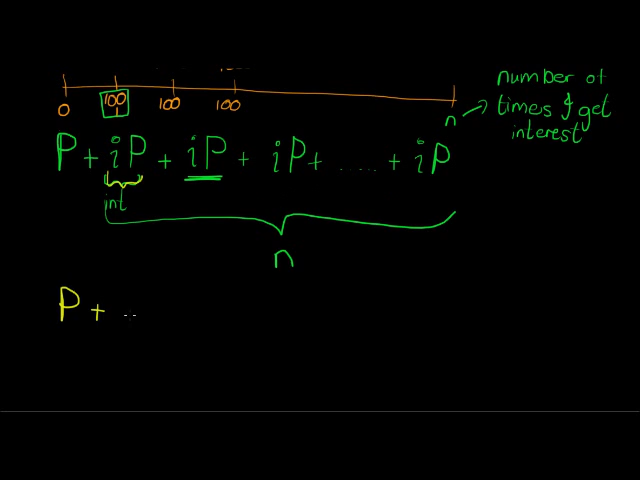 number of
times I get
interest
0 100 100 100 n
P + iP + iP + iP + ..... + iP
int
n
P + ..